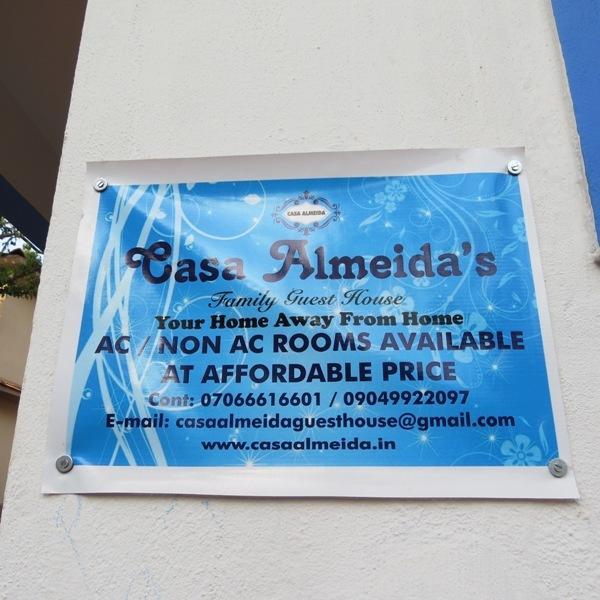 CASA ALMEIDA
Casa Almeida's
Family Guest House
Your Home Away From Home
AC / NON AC ROOMS AVAILABLE
AT AFFORDABLE PRICE
Cont: 07066616601 / 09049922097
E-mail: casaalmeidaguesthouse@gmail.com
www.casaalmeida.in